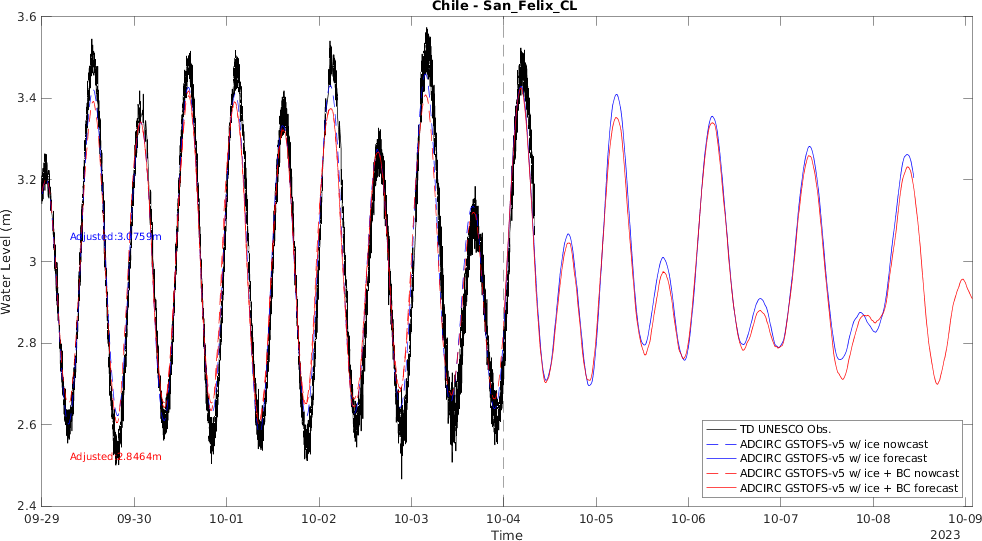 Chile - San_Felix_CL
3.6
3.4
3.2
3
2.8
2.6
2.4
Water Level (m)
Adjusted:3.0759m
Adjusted:2.8464m
TD UNESCO Obs.
ADCIRC GSTOFS-v5 w/ ice nowcast
ADCIRC GSTOFS-v5 w/ ice forecast
ADCIRC GSTOFS-v5 w/ ice + BC nowcast
ADCIRC GSTOFS-v5 w/ ice + BC forecast
09-29 09-30 10-01 10-02 10-03 10-04 10-05 10-06 10-07 10-08 10-09
Time
2023